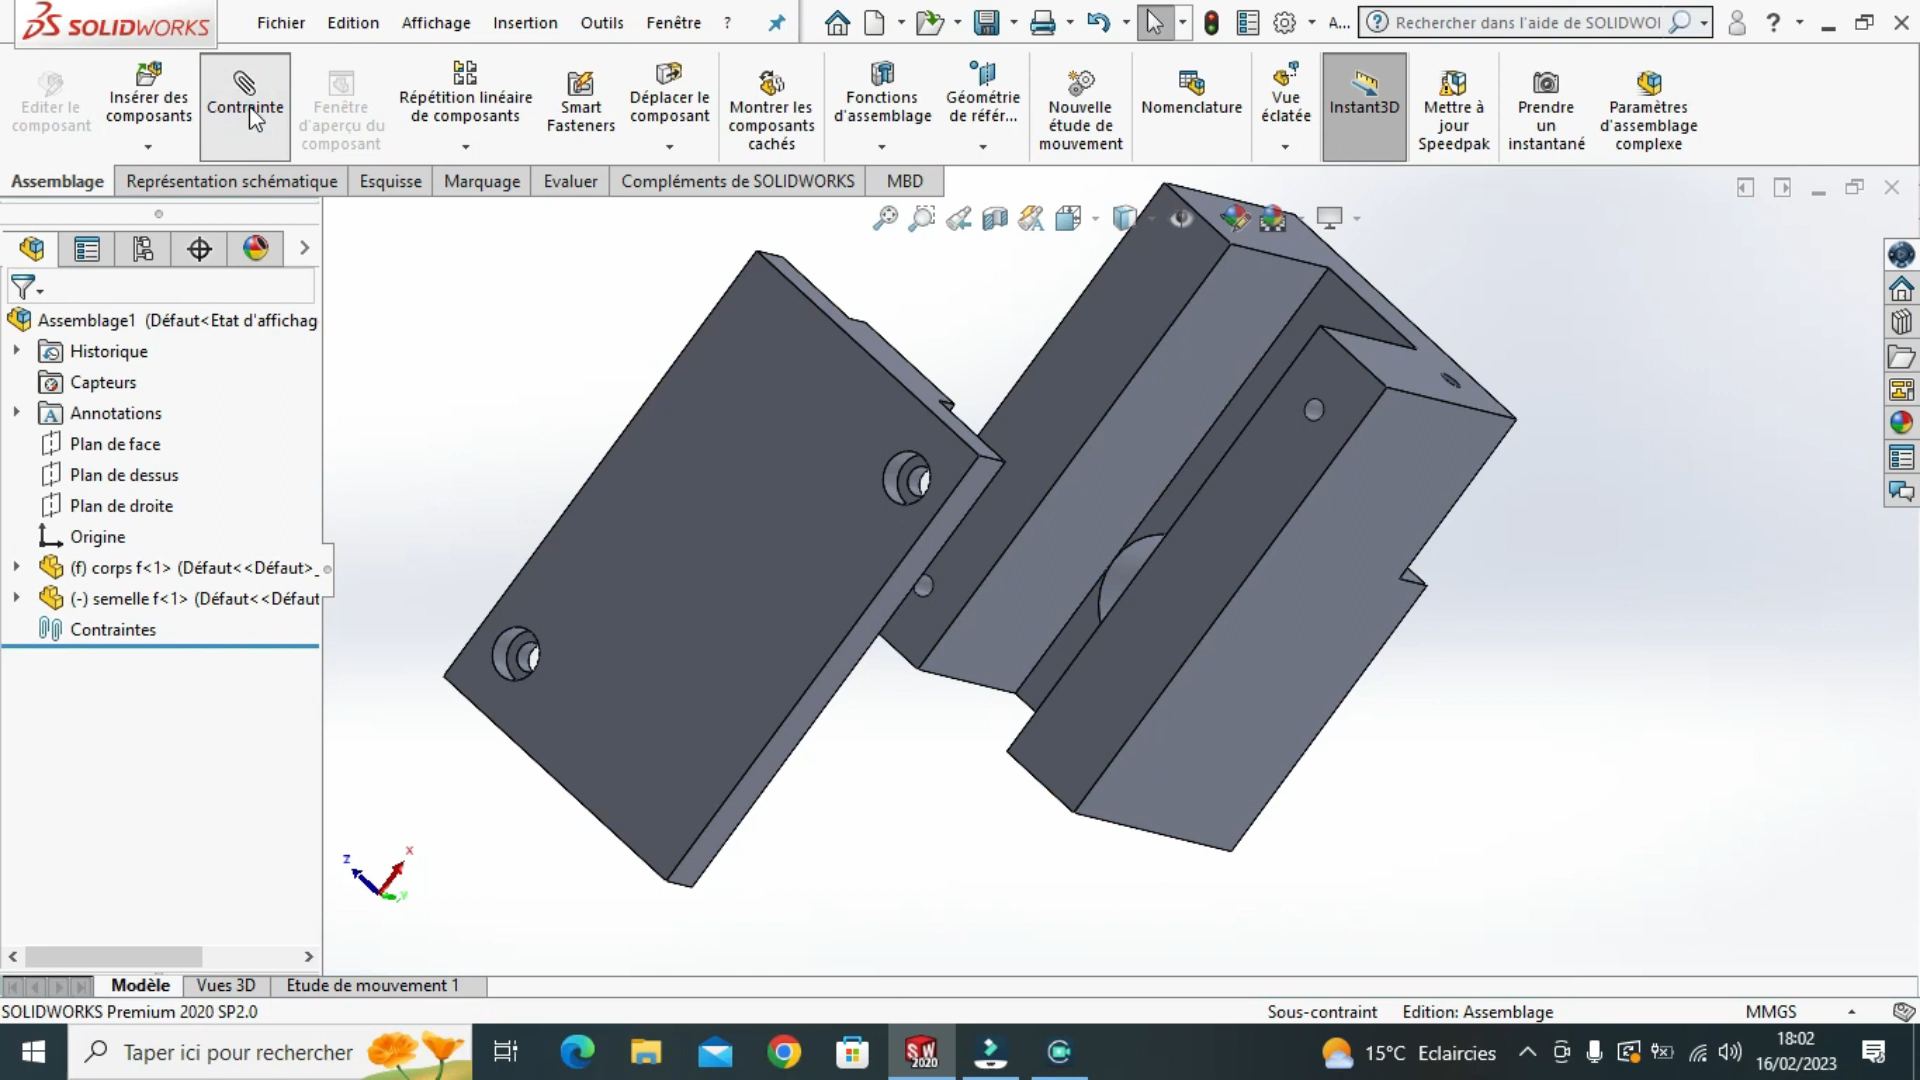 SOLIDWORKS
Fichier Edition Affichage Insertion Outils Fenêtre ?
A...
Rechercher dans l'aide de SOLIDWOI
?
Editer le
composant
Insérer des
composants
Contrainte
Fenêtre
d'aperçu du
composant
Répétition linéaire
de composants
Smart
Fasteners
Déplacer le
composant
Montrer les
composants
cachés
Fonctions
d'assemblage
Géométrie
de référ...
Nouvelle
étude de
mouvement
Nomenclature
Vue
éclatée
Instant3D
Mettre à
jour
Speedpak
Prendre
un
instantané
Paramètres
d'assemblage
complexe
Assemblage Représentation schématique Esquisse Marquage Evaluer Compléments de SOLIDWORKS MBD
Assemblage1 (Défaut<Etat d'affichag
Historique
Capteurs
Annotations
Plan de face
Plan de dessus
Plan de droite
Origine
(f) corps f<1> (Défaut<<Défaut>_
(-) semelle f<1> (Défaut<<Défaut
Contraintes
Z
X
Y
Modèle Vues 3D Etude de mouvement 1
SOLIDWORKS Premium 2020 SP2.0
Sous-contraint Edition: Assemblage MMGS
Taper ici pour rechercher
SW
2020
15°C Eclaircies
18:02
16/02/2023